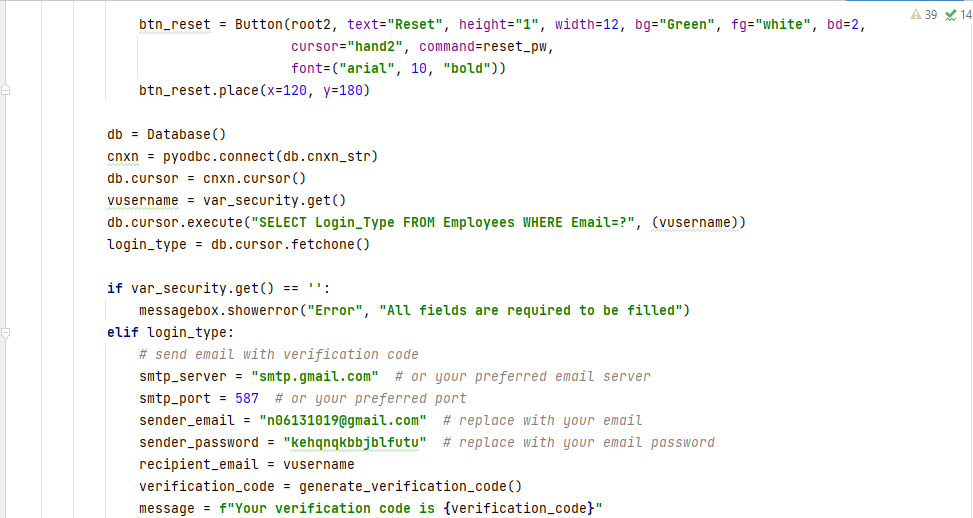 btn_reset = Button(root2, text="Reset", height="1", width=12, bg="Green", fg="white", bd=2,
39 14
cursor="hand2", command=reset_pw,
font=("arial", 10, "bold"))
btn_reset.place(x=120, y=180)
db = Database()
cnxn = pyodbc.connect(db.cnxn_str)
db.cursor = cnxn.cursor()
vusername = var_security.get()
db.cursor.execute("SELECT Login_Type FROM Employees WHERE Email=?", (vusername))
login_type = db.cursor.fetchone()
if var_security.get() == '':
messagebox.showerror("Error", "All fields are required to be filled")
elif login_type:
# send email with verification code
smtp_server = "smtp.gmail.com"  # or your preferred email server
smtp_port = 587  # or your preferred port
sender_email = "n06131019@gmail.com"  # replace with your email
sender_password = "kehqnqkbbjblfutu"  # replace with your email password
recipient_email = vusername
verification_code = generate_verification_code()
message = f"Your verification code is {verification_code}"